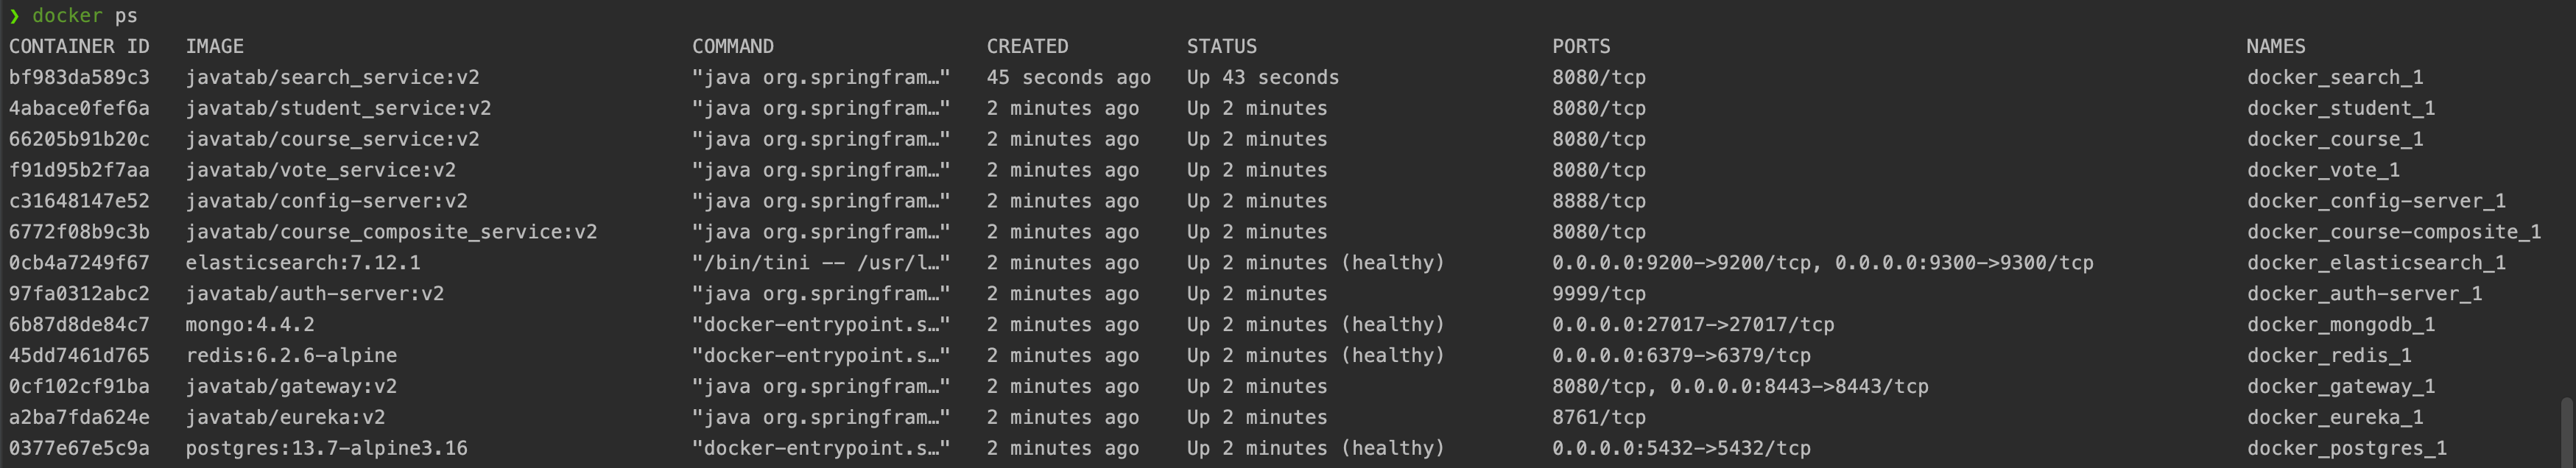 ❯ docker ps
CONTAINER ID   IMAGE                                      COMMAND                  CREATED          STATUS                         PORTS                                                      NAMES
bf983da589c3   javatab/search_service:v2                  "java org.springfram…"   45 seconds ago   Up 43 seconds                  8080/tcp                                                   docker_search_1
4abace0fef6a   javatab/student_service:v2                 "java org.springfram…"   2 minutes ago    Up 2 minutes                   8080/tcp                                                   docker_student_1
66205b91b20c   javatab/course_service:v2                  "java org.springfram…"   2 minutes ago    Up 2 minutes                   8080/tcp                                                   docker_course_1
f91d95b2f7aa   javatab/vote_service:v2                    "java org.springfram…"   2 minutes ago    Up 2 minutes                   8080/tcp                                                   docker_vote_1
c31648147e52   javatab/config-server:v2                   "java org.springfram…"   2 minutes ago    Up 2 minutes                   8888/tcp                                                   docker_config-server_1
6772f08b9c3b   javatab/course_composite_service:v2        "java org.springfram…"   2 minutes ago    Up 2 minutes                   8080/tcp                                                   docker_course-composite_1
0cb4a7249f67   elasticsearch:7.12.1                       "/bin/tini -- /usr/l…"   2 minutes ago    Up 2 minutes (healthy)         0.0.0.0:9200->9200/tcp, 0.0.0.0:9300->9300/tcp             docker_elasticsearch_1
97fa0312abc2   javatab/auth-server:v2                     "java org.springfram…"   2 minutes ago    Up 2 minutes                   9999/tcp                                                   docker_auth-server_1
6b87d8de84c7   mongo:4.4.2                                "docker-entrypoint.s…"   2 minutes ago    Up 2 minutes (healthy)         0.0.0.0:27017->27017/tcp                                   docker_mongodb_1
45dd7461d765   redis:6.2.6-alpine                         "docker-entrypoint.s…"   2 minutes ago    Up 2 minutes (healthy)         0.0.0.0:6379->6379/tcp                                     docker_redis_1
0cf102cf91ba   javatab/gateway:v2                         "java org.springfram…"   2 minutes ago    Up 2 minutes                   8080/tcp, 0.0.0.0:8443->8443/tcp                           docker_gateway_1
a2ba7fda624e   javatab/eureka:v2                          "java org.springfram…"   2 minutes ago    Up 2 minutes                   8761/tcp                                                   docker_eureka_1
0377e67e5c9a   postgres:13.7-alpine3.16                   "docker-entrypoint.s…"   2 minutes ago    Up 2 minutes (healthy)         0.0.0.0:5432->5432/tcp                                     docker_postgres_1